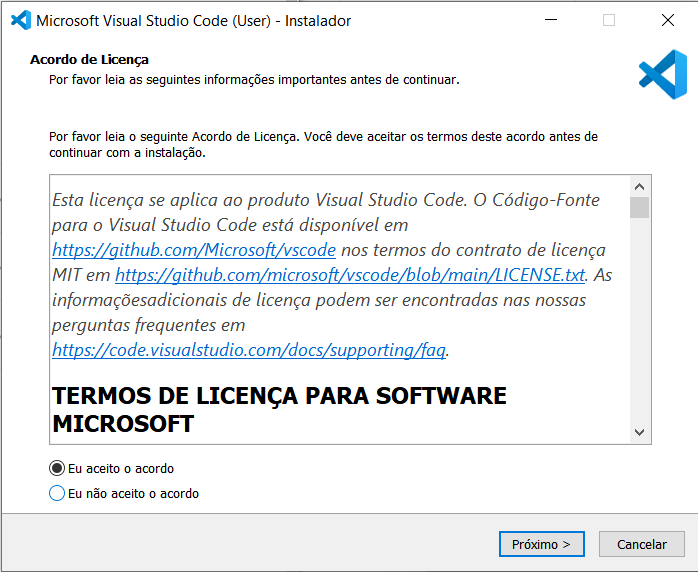 Microsoft Visual Studio Code (User) - Instalador
Acordo de Licença
Por favor leia as seguintes informações importantes antes de continuar.
Por favor leia o seguinte Acordo de Licença. Você deve aceitar os termos deste acordo antes de
continuar com a instalação.
Esta licença se aplica ao produto Visual Studio Code. O Código-Fonte
para o Visual Studio Code está disponível em
https://github.com/Microsoft/vscode nos termos do contrato de licença
MIT em https://github.com/microsoft/vscode/blob/main/LICENSE.txt. As
informaçõesadicionais de licença podem ser encontradas nas nossas
perguntas frequentes em
https://code.visualstudio.com/docs/supporting/faq.
TERMOS DE LICENÇA PARA SOFTWARE
MICROSOFT
Eu aceito o acordo
Eu não aceito o acordo
Próximo >
Cancelar